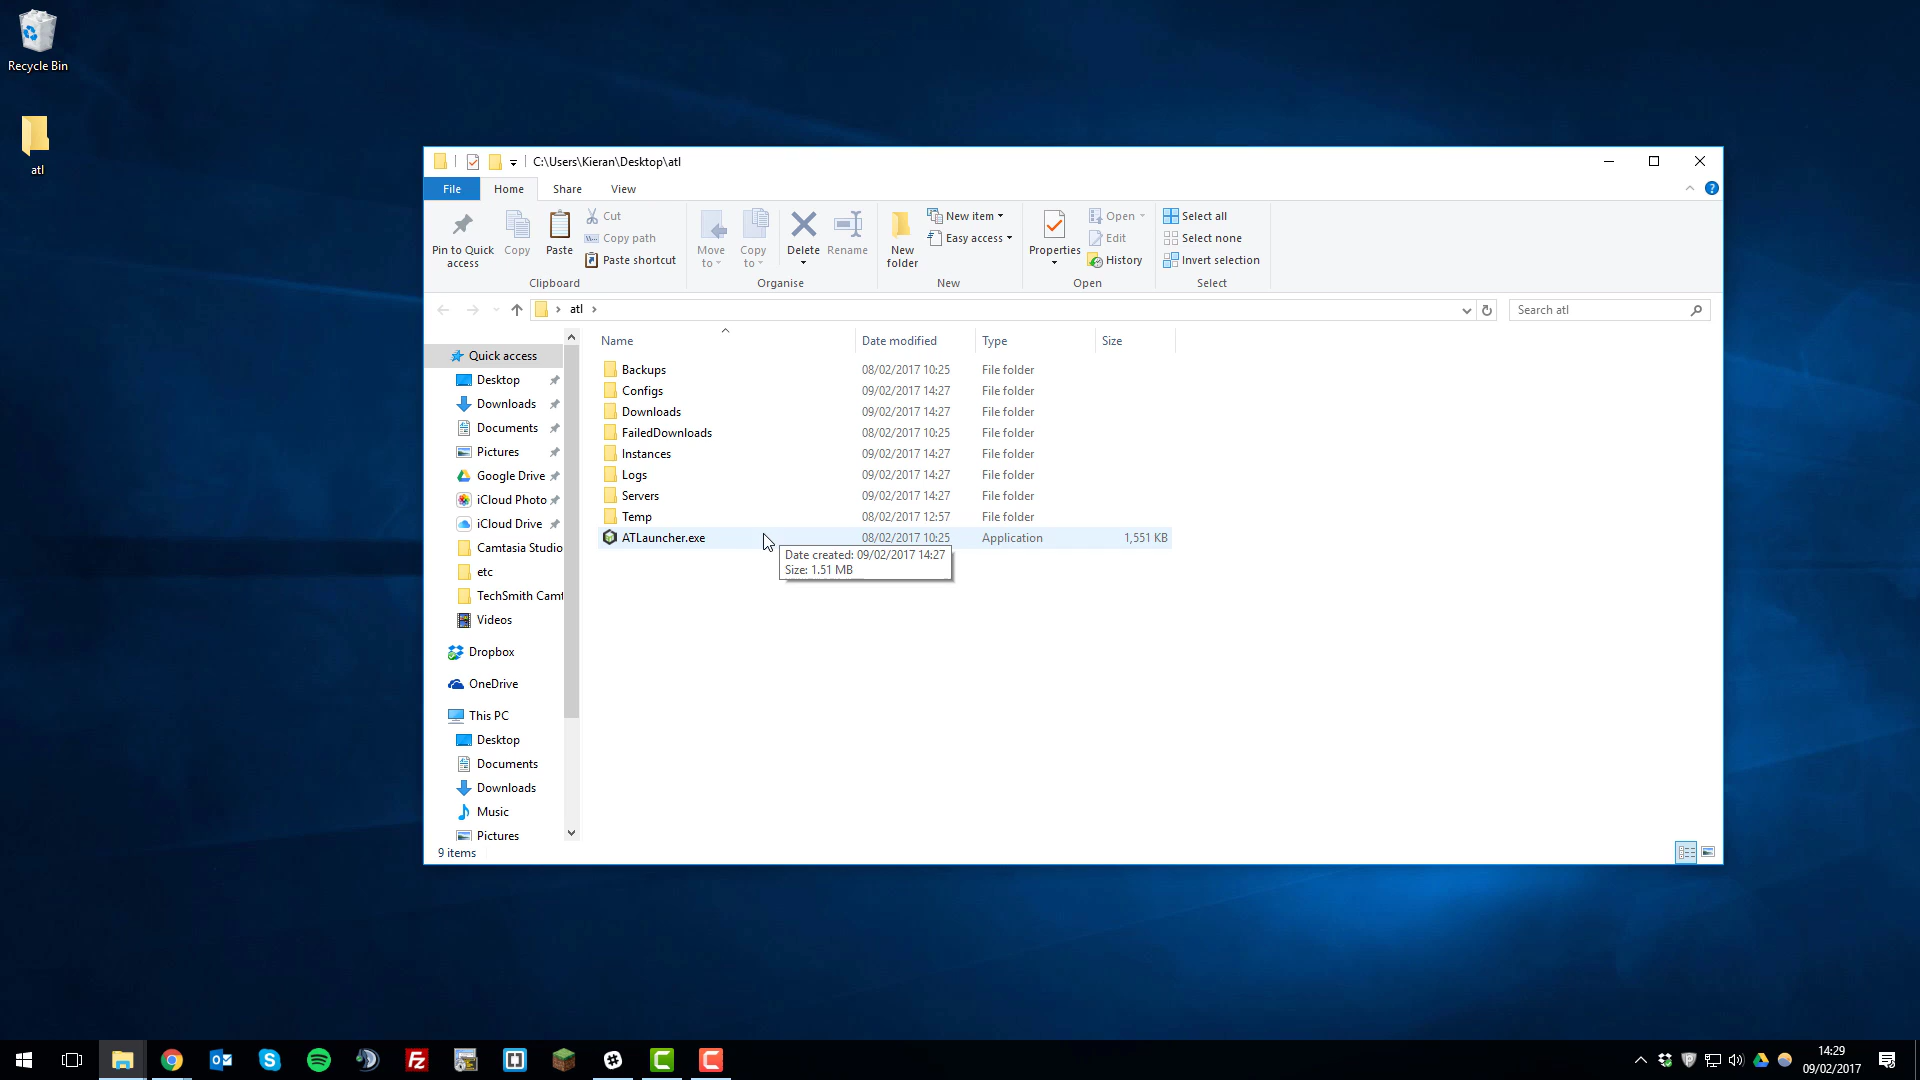 Recycle Bin
atl
C:\Users\Kieran\Desktop\atl
File Home Share View
Pin to Quick access
Copy
Paste
Cut
Copy path
Paste shortcut
Clipboard
Move to
Copy to
Delete
Rename
Organise
New folder
New item
Easy access
New
Properties
Open
Edit
History
Open
Select all
Select none
Invert selection
Select
atl
Search atl
Quick access
Desktop
Downloads
Documents
Pictures
Google Drive
iCloud Photo
iCloud Drive
Camtasia Studio
etc
TechSmith Camt
Videos
Dropbox
OneDrive
This PC
Desktop
Documents
Downloads
Music
Pictures
Name Date modified Type Size
Backups 08/02/2017 10:25 File folder
Configs 09/02/2017 14:27 File folder
Downloads 09/02/2017 14:27 File folder
FailedDownloads 08/02/2017 10:25 File folder
Instances 09/02/2017 14:27 File folder
Logs 09/02/2017 14:27 File folder
Servers 09/02/2017 14:27 File folder
Temp 08/02/2017 12:57 File folder
ATLauncher.exe 08/02/2017 10:25 Application 1,551 KB
Date created: 09/02/2017 14:27
Size: 1.51 MB
9 items
14:29
09/02/2017